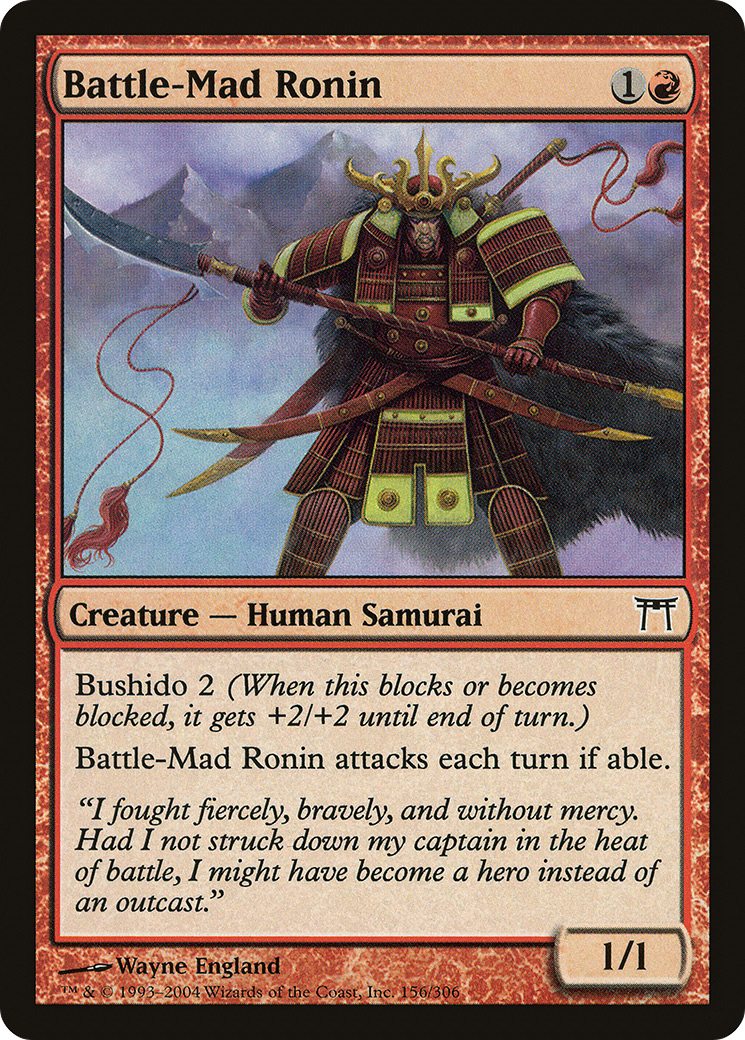 Battle-Mad Ronin 1
Creature — Human Samurai
Bushido 2 (When this blocks or becomes
blocked, it gets +2/+2 until end of turn.)
Battle-Mad Ronin attacks each turn if able.
“I fought fiercely, bravely, and without mercy.
Had I not struck down my captain in the heat
of battle, I might have become a hero instead of
an outcast.”
1/1
Wayne England
™ & © 1993–2004 Wizards of the Coast, Inc. 156/306